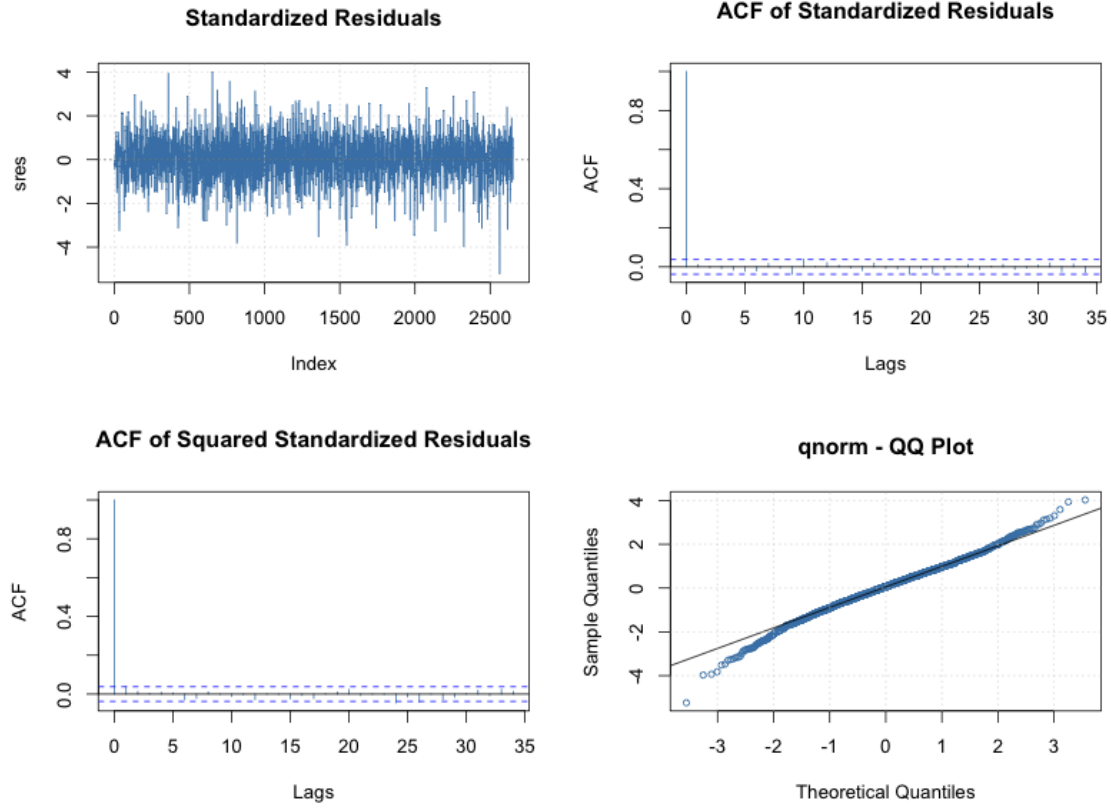 Standardized Residuals
4
2
0
-2
-4
sres
0 500 1000 1500 2000 2500
Index
ACF of Standardized Residuals
0.8
0.4
0.0
ACF
0 5 10 15 20 25 30 35
Lags
ACF of Squared Standardized Residuals
0.8
0.4
0.0
ACF
0 5 10 15 20 25 30 35
Lags
qnorm - QQ Plot
4
2
0
-2
-4
Sample Quantiles
-3 -2 -1 0 1 2 3
Theoretical Quantiles